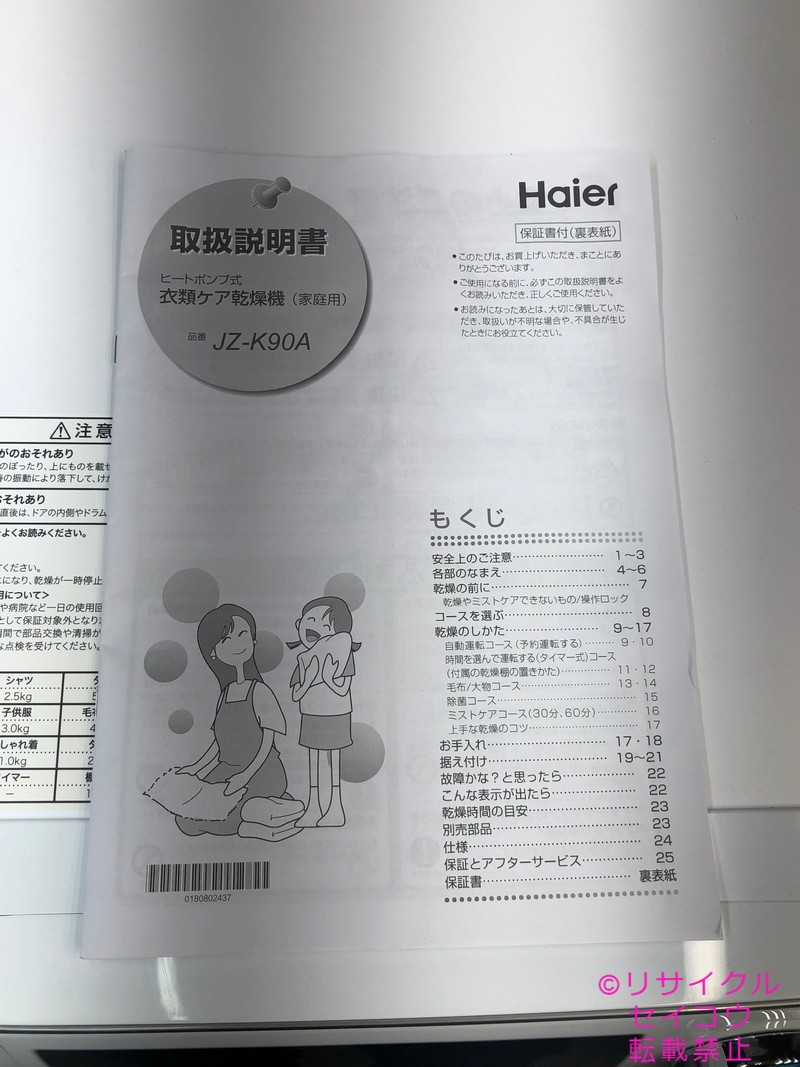 Haier
保証書付(裏表紙)
取扱説明書
ヒートポンプ式
衣類ケア乾燥機(家庭用)
品番 JZ-K90A
•このたびは、お買上げいただき、まことにあ
りがとうございます。
•ご使用になる前に、必ずこの取扱説明書をよ
くお読みいただき、正しくご使用ください。
•お読みになったあとは、大切に保管していた
だき、取扱いが不明な場合や、不具合が生じ
たときにお役立てください。
もくじ
安全上のご注意……………………… 1〜3
各部のなまえ………………………… 4〜6
乾燥の前に…………………………… 7
乾燥やミストケアできないもの/操作ロック
コースを選ぶ………………………… 8
乾燥のしかた………………………… 9〜17
自動運転コース(予約運転する)……… 9・10
時間を選んで運転する(タイマー式)コース
(付属の乾燥棚の置きかた)…………… 11・12
毛布/大物コース……………………… 13・14
除菌コース…………………………… 15
ミストケアコース(30分、60分)………… 16
上手な乾燥のコツ…………………… 17
お手入れ……………………………… 17・18
据え付け……………………………… 19〜21
故障かな?と思ったら……………… 22
こんな表示が出たら………………… 22
乾燥時間の目安……………………… 23
別売部品……………………………… 23
仕様…………………………………… 24
保証とアフターサービス…………… 25
保証書………………………………… 裏表紙
0180802437
⚠注意
がのおそれあり
のぼったり、上にものを載せ
の振動により落下して、けが
それあり
直後は、ドアの内側やドラム
よくお読みください。
てください。
になり、乾燥が一時停止
用について>
や病院など一日の使用回
として保証対象外となりま
間で部品交換や清掃が
な点検を受けてください。
シャツ
2.5kg
子供服
3.0kg
しゃれ着
1.0kg
イマー
–
©リサイクル
セイコウ
転載禁止